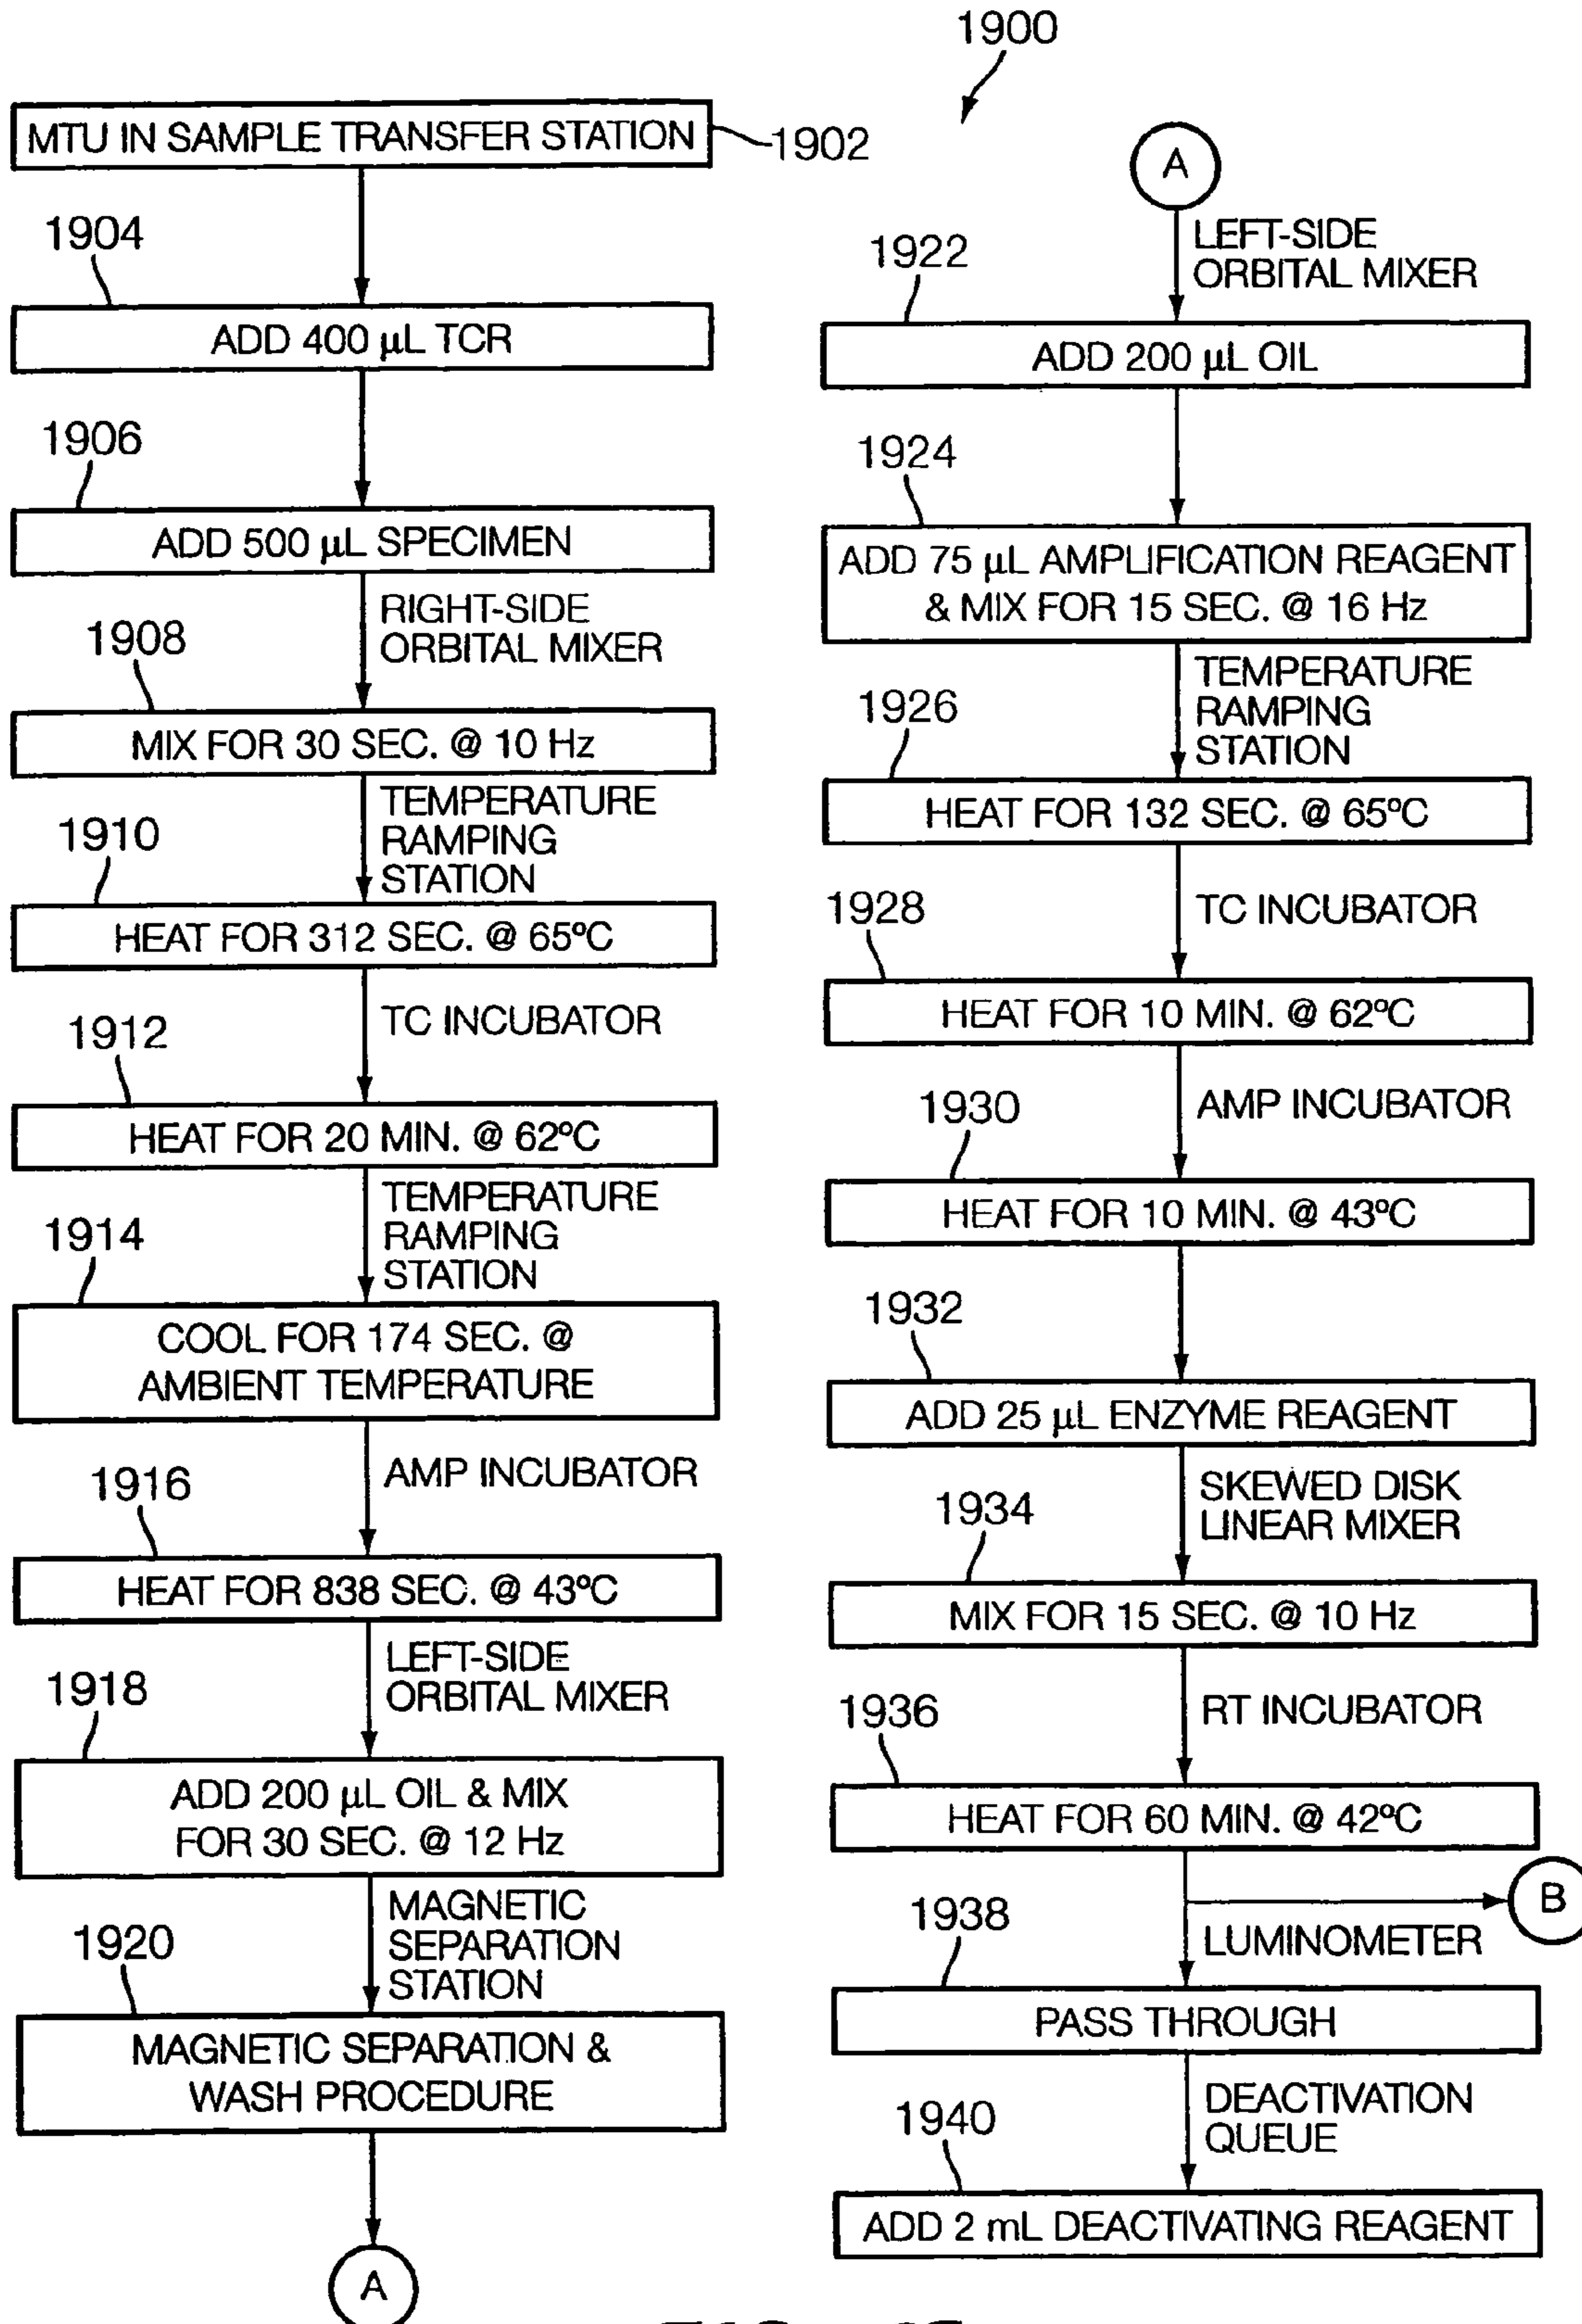 1900
MTU IN SAMPLE TRANSFER STATION
1902
1904
ADD 400 µL TCR
1906
ADD 500 µL SPECIMEN
RIGHT-SIDE
ORBITAL MIXER
1908
MIX FOR 30 SEC. @ 10 Hz
TEMPERATURE
RAMPING
STATION
1910
HEAT FOR 312 SEC. @ 65ºC
TC INCUBATOR
1912
HEAT FOR 20 MIN. @ 62ºC
TEMPERATURE
RAMPING
STATION
1914
COOL FOR 174 SEC. @
AMBIENT TEMPERATURE
AMP INCUBATOR
1916
HEAT FOR 838 SEC. @ 43ºC
LEFT-SIDE
ORBITAL MIXER
1918
ADD 200 µL OIL & MIX
FOR 30 SEC. @ 12 Hz
MAGNETIC
SEPARATION
STATION
1920
MAGNETIC SEPARATION &
WASH PROCEDURE
A
A
LEFT-SIDE
ORBITAL MIXER
1922
ADD 200 µL OIL
1924
ADD 75 µL AMPLIFICATION REAGENT
& MIX FOR 15 SEC. @ 16 Hz
TEMPERATURE
RAMPING
STATION
1926
HEAT FOR 132 SEC. @ 65ºC
TC INCUBATOR
1928
HEAT FOR 10 MIN. @ 62ºC
AMP INCUBATOR
1930
HEAT FOR 10 MIN. @ 43ºC
1932
ADD 25 µL ENZYME REAGENT
SKEWED DISK
LINEAR MIXER
1934
MIX FOR 15 SEC. @ 10 Hz
RT INCUBATOR
1936
HEAT FOR 60 MIN. @ 42ºC
B
LUMINOMETER
1938
PASS THROUGH
DEACTIVATION
QUEUE
1940
ADD 2 mL DEACTIVATING REAGENT